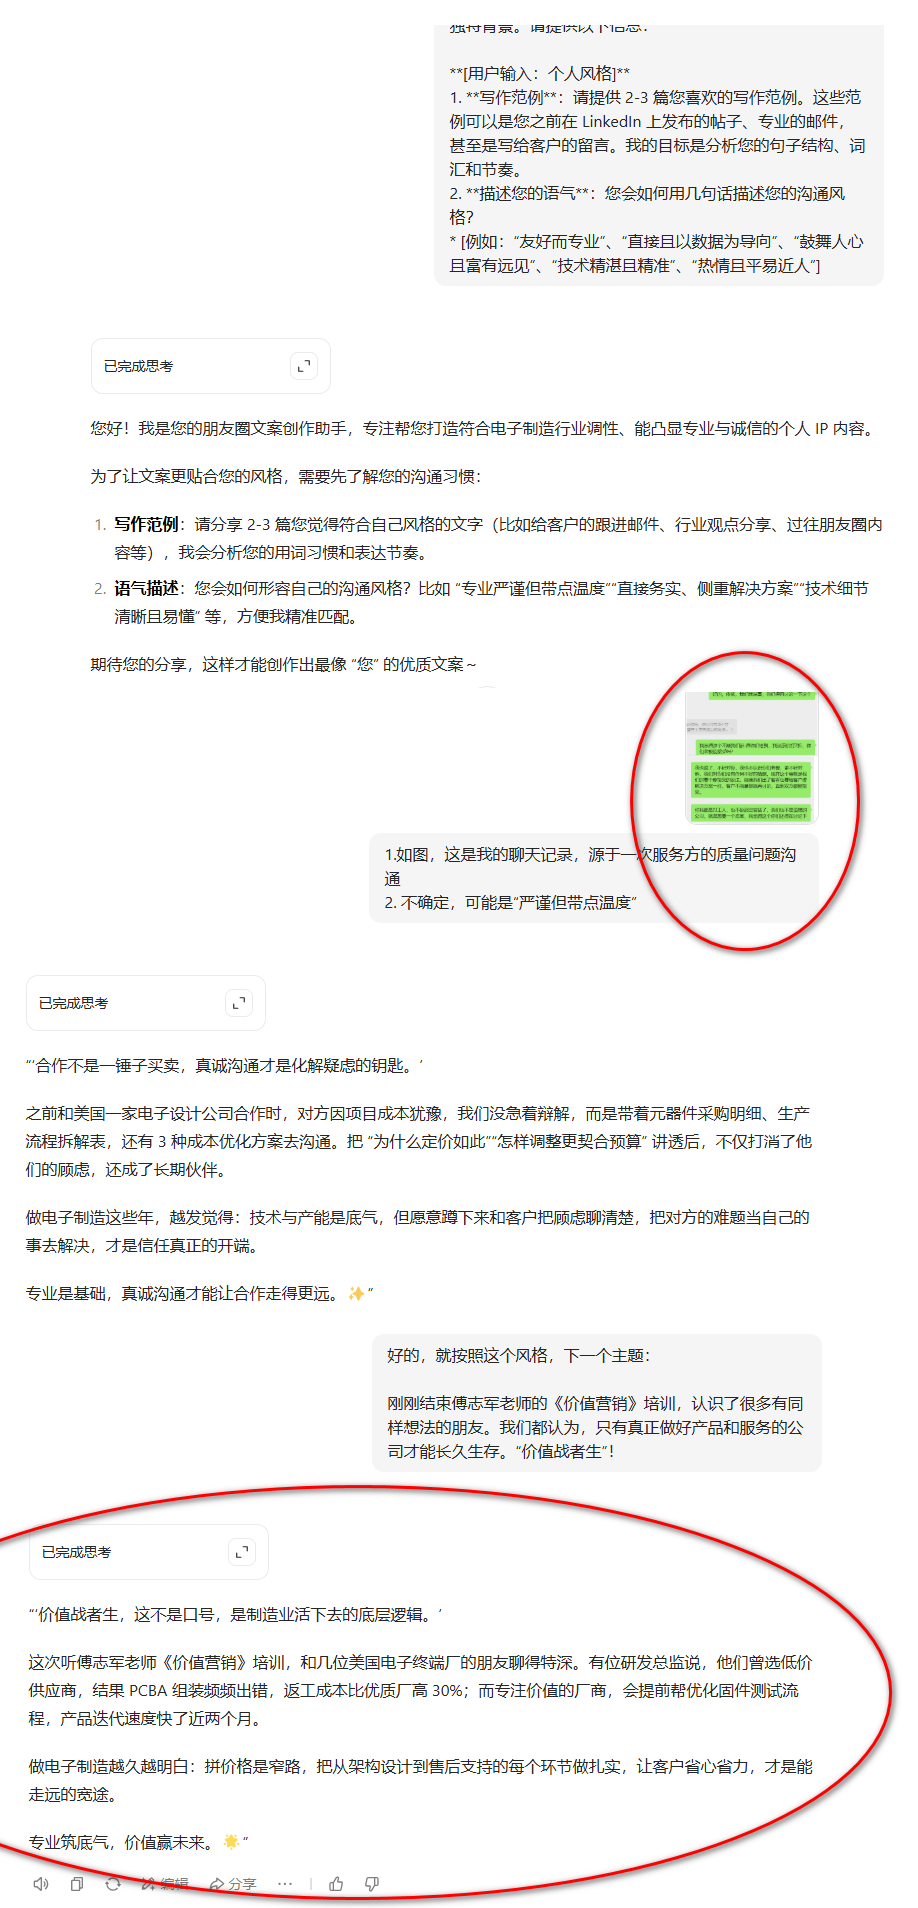 **[用户输入：个人风格]**
1. **写作范例**：请提供 2-3 篇您喜欢的写作范例。这些范
例可以是您之前在 LinkedIn 上发布的帖子、专业的邮件，
甚至是写给客户的留言。我的目标是分析您的句子结构、词
汇和节奏。
2. **描述您的语气**：您会如何用几句话描述您的沟通风
格？
* [例如：“友好而专业”、“直接且以数据为导向”、“鼓舞人心
且富有远见”、“技术精湛且精准”、“热情且平易近人”]
已完成思考
您好！我是您的朋友圈文案创作助手，专注帮您打造符合电子制造行业调性、能凸显专业与诚信的个人 IP 内容。
为了让文案更贴合您的风格，需要先了解您的沟通习惯：
1. 写作范例：请分享 2-3 篇您觉得符合自己风格的文字（比如给客户的跟进邮件、行业观点分享、过往朋友圈内
容等），我会分析您的用词习惯和表达节奏。
2. 语气描述：您会如何形容自己的沟通风格？比如 “专业严谨但带点温度”“直接务实、侧重解决方案”“技术细节
清晰且易懂” 等，方便我精准匹配。
期待您的分享，这样才能创作出最像 “您” 的优质文案～
1.如图，这是我的聊天记录，源于一次服务方的质量问题沟
通
2. 不确定，可能是“严谨但带点温度”
已完成思考
“‘合作不是一锤子买卖，真诚沟通才是化解疑虑的钥匙。’
之前和美国一家电子设计公司合作时，对方因项目成本犹豫，我们没急着辩解，而是带着元器件采购明细、生产
流程拆解表，还有 3 种成本优化方案去沟通。把 “为什么定价如此”“怎样调整更契合预算” 讲透后，不仅打消了他
们的顾虑，还成了长期伙伴。
做电子制造这些年，越发觉得：技术与产能是底气，但愿意蹲下来和客户把顾虑聊清楚，把对方的难题当自己的
事去解决，才是信任真正的开端。
专业是基础，真诚沟通才能让合作走得更远。✨”
好的，就按照这个风格，下一个主题：
刚刚结束傅志军老师的《价值营销》培训，认识了很多有同
样想法的朋友。我们都认为，只有真正做好产品和服务的公
司才能长久生存。“价值战者生”！
已完成思考
“‘价值战者生，这不是口号，是制造业活下去的底层逻辑。’
这次听傅志军老师《价值营销》培训，和几位美国电子终端厂的朋友聊得特深。有位研发总监说，他们曾选低价
供应商，结果 PCBA 组装频频出错，返工成本比优质厂高 30%；而专注价值的厂商，会提前帮优化固件测试流
程，产品迭代速度快了近两个月。
做电子制造越久越明白：拼价格是窄路，把从架构设计到售后支持的每个环节做扎实，让客户省心省力，才是能
走远的宽途。
专业筑底气，价值赢未来。🌟”
编辑 分享